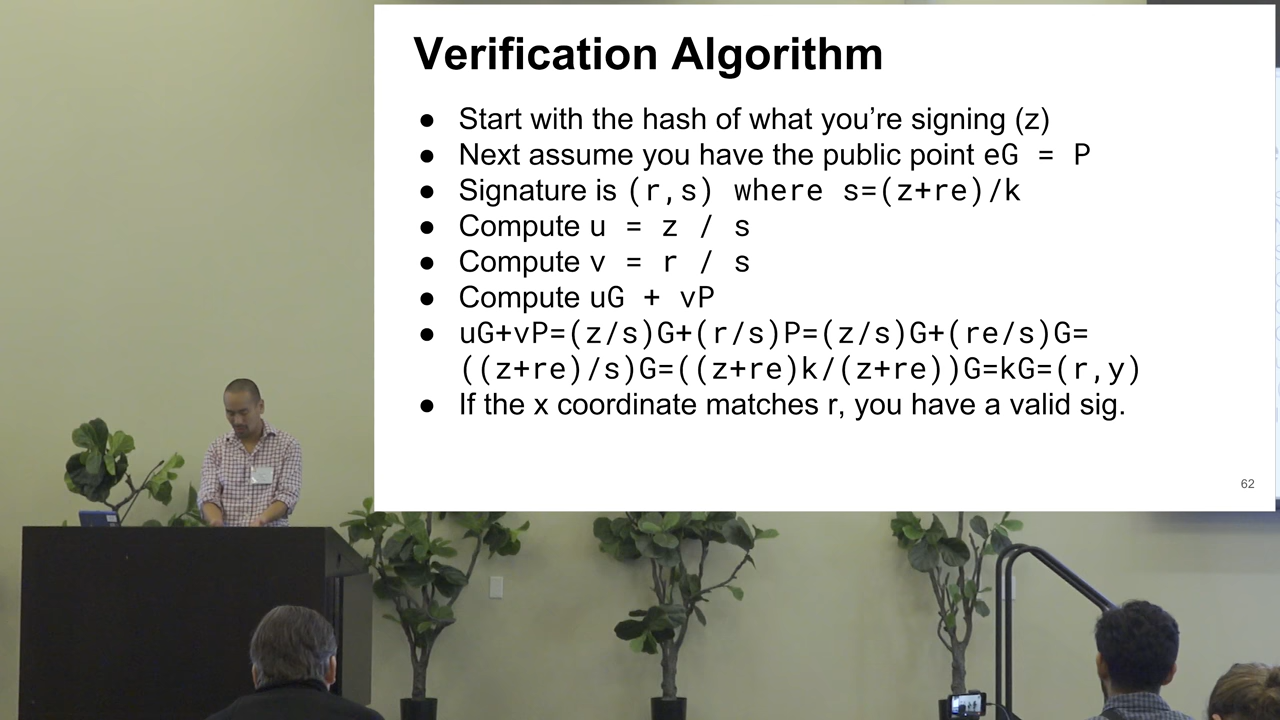 Verification Algorithm
● Start with the hash of what you’re signing (z)
● Next assume you have the public point eG = P
● Signature is (r,s) where s=(z+re)/k
● Compute u = z / s
● Compute v = r / s
● Compute uG + vP
● uG+vP=(z/s)G+(r/s)P=(z/s)G+(re/s)G=
((z+re)/s)G=((z+re)k/(z+re))G=kG=(r,y)
● If the x coordinate matches r, you have a valid sig.
62